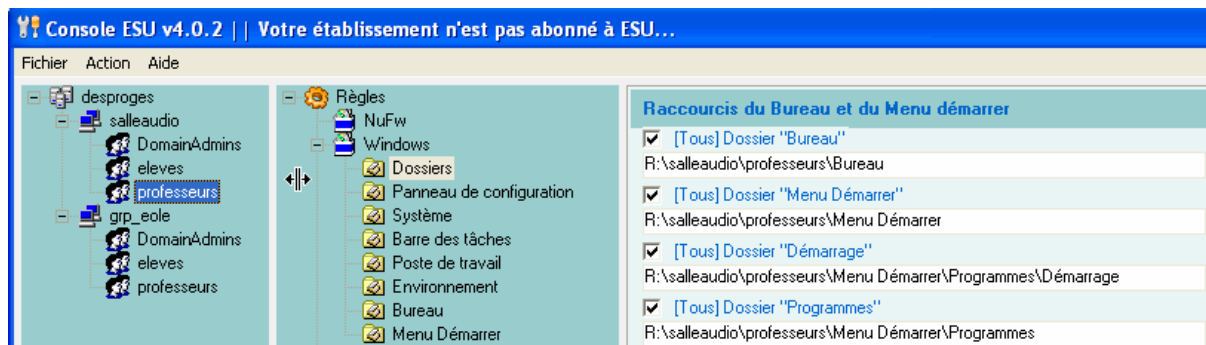 Console ESU v4.0.2 || Votre établissement n'est pas abonné à ESU...
Fichier Action Aide
desproges
salleaudio
DomainAdmins
eleves
professeurs
grp_eole
DomainAdmins
eleves
professeurs
Règles
NuFw
Windows
Dossiers
Panneau de configuration
Système
Barre des tâches
Poste de travail
Environnement
Bureau
Menu Démarrer
Raccourcis du Bureau et du Menu démarrer
[Tous] Dossier "Bureau"
R:\salleaudio\professeurs\Bureau
[Tous] Dossier "Menu Démarrer"
R:\salleaudio\professeurs\Menu Démarrer
[Tous] Dossier "Démarrage"
R:\salleaudio\professeurs\Menu Démarrer\Programmes\Démarrage
[Tous] Dossier "Programmes"
R:\salleaudio\professeurs\Menu Démarrer\Programmes